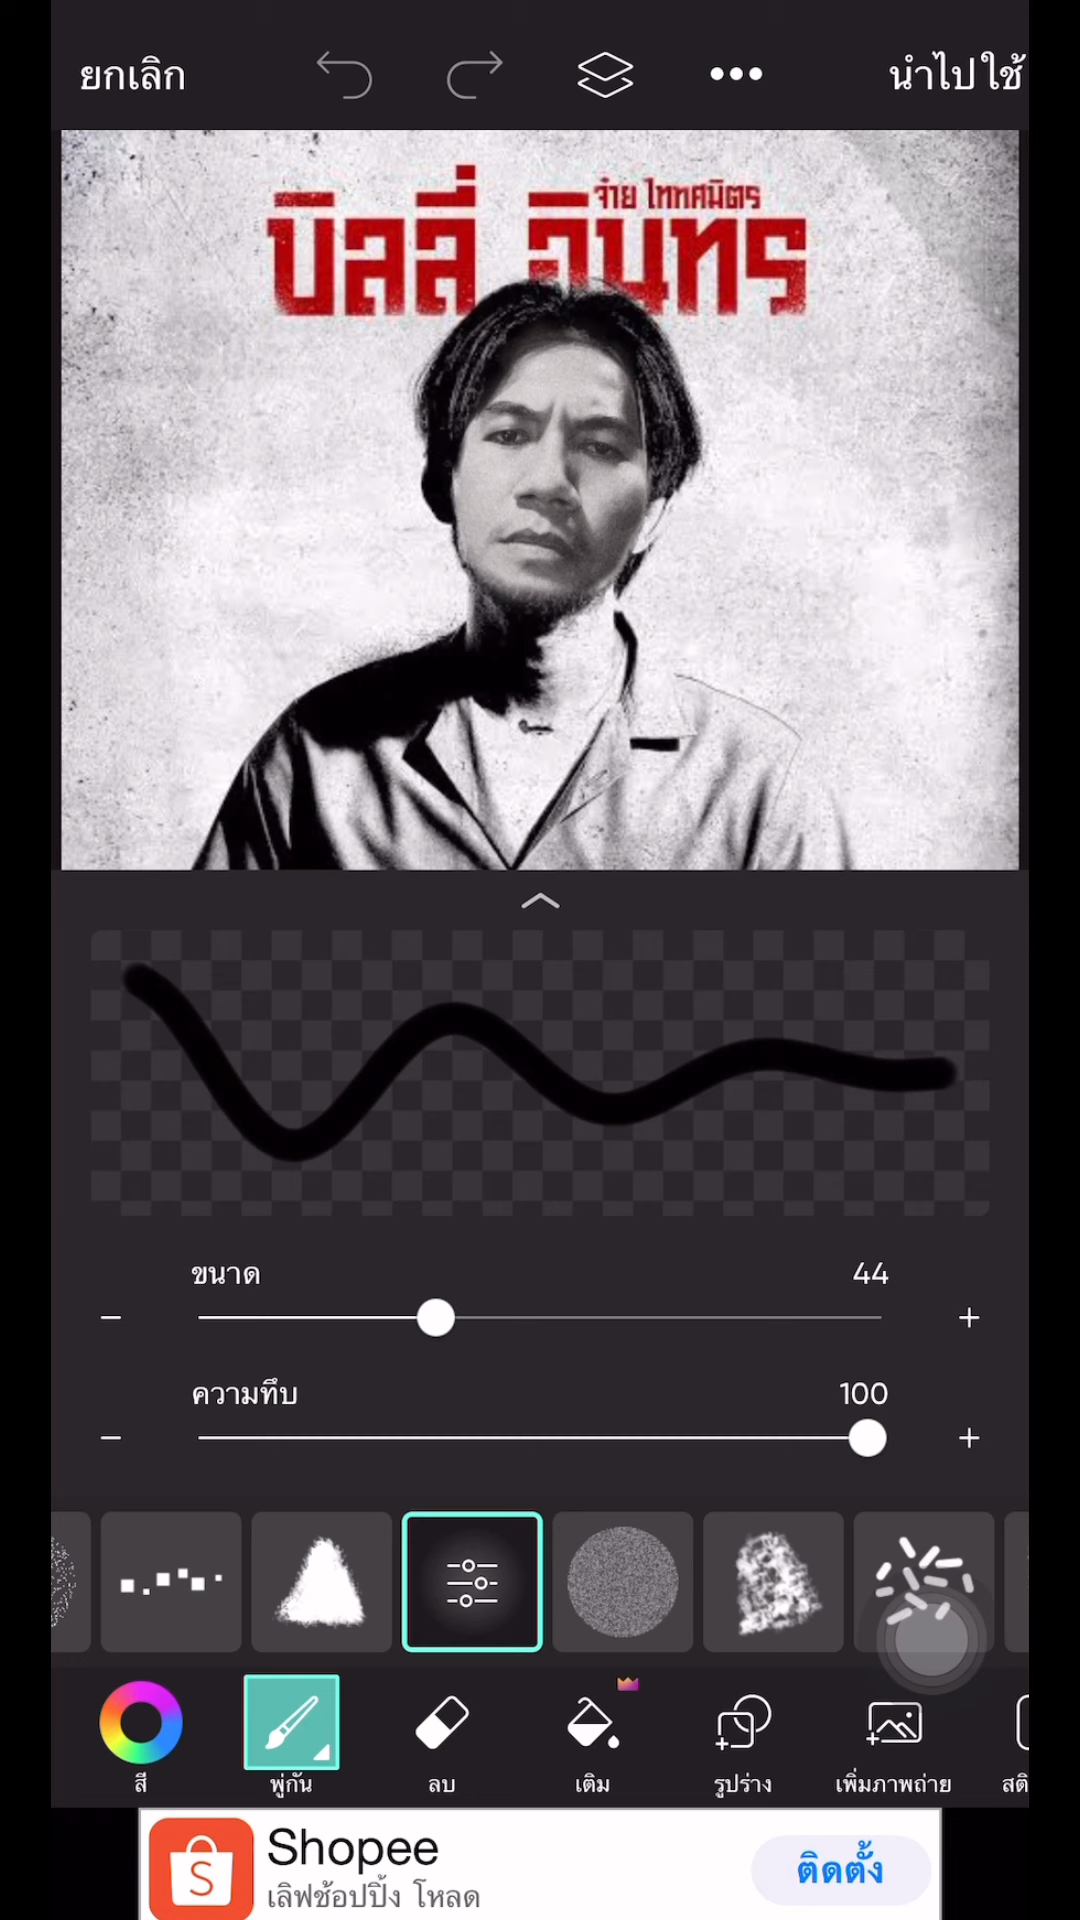 ยกเลิก
นำไปใช้
จ๋าย ไททศมิตร
บิลลี่ อินทร
ขนาด
44
ความทึบ
100
สี
พู่กัน
ลบ
เติม
รูปร่าง
เพิ่มภาพถ่าย
สติ
Shopee
เลิฟช้อปปิ้ง โหลด
ติดตั้ง